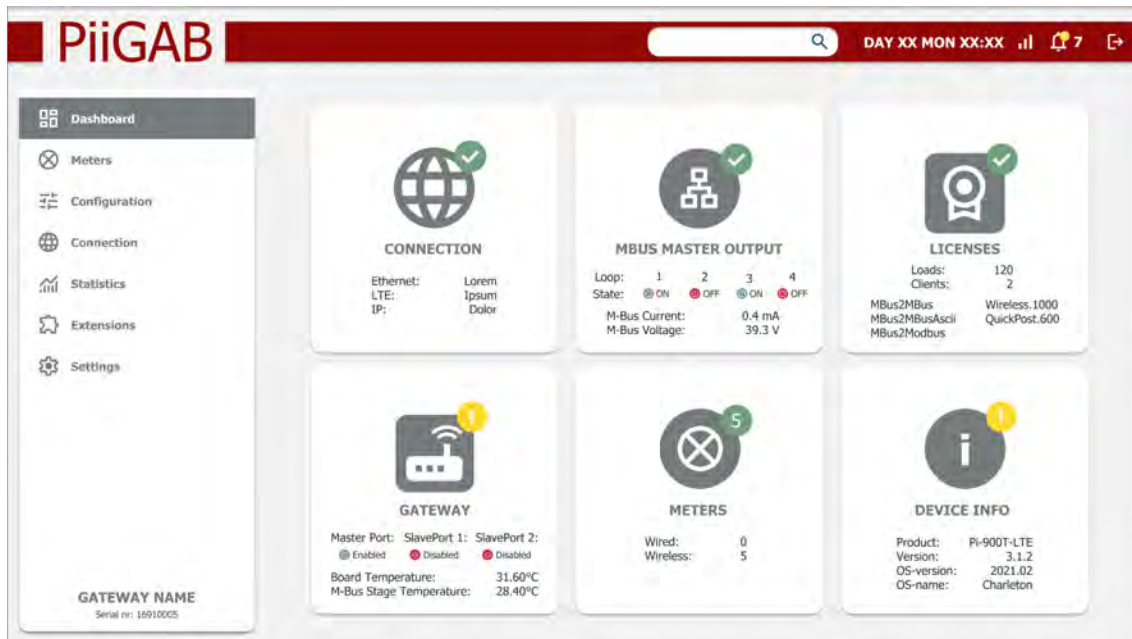 PiiGAB
DAY XX MON XX:XX 7
Dashboard
Meters
Configuration
Connection
Statistics
Extensions
Settings
GATEWAY NAME
Serial nr: 16910005
CONNECTION
Ethernet: Lorem
LTE: Ipsum
IP: Dolor
MBUS MASTER OUTPUT
Loop: 1 2 3 4
State: ON OFF ON OFF
M-Bus Current: 0.4 mA
M-Bus Voltage: 39.3 V
LICENSES
Loads: 120
Clients: 2
MBus2MBus Wireless.1000
MBus2MBusAscii QuickPost.600
MBus2Modbus
!
GATEWAY
Master Port: SlavePort 1: SlavePort 2:
Enabled Disabled Disabled
Board Temperature: 31.60°C
M-Bus Stage Temperature: 28.40°C
5
METERS
Wired: 0
Wireless: 5
!
i
DEVICE INFO
Product: Pi-900T-LTE
Version: 3.1.2
OS-version: 2021.02
OS-name: Charleton